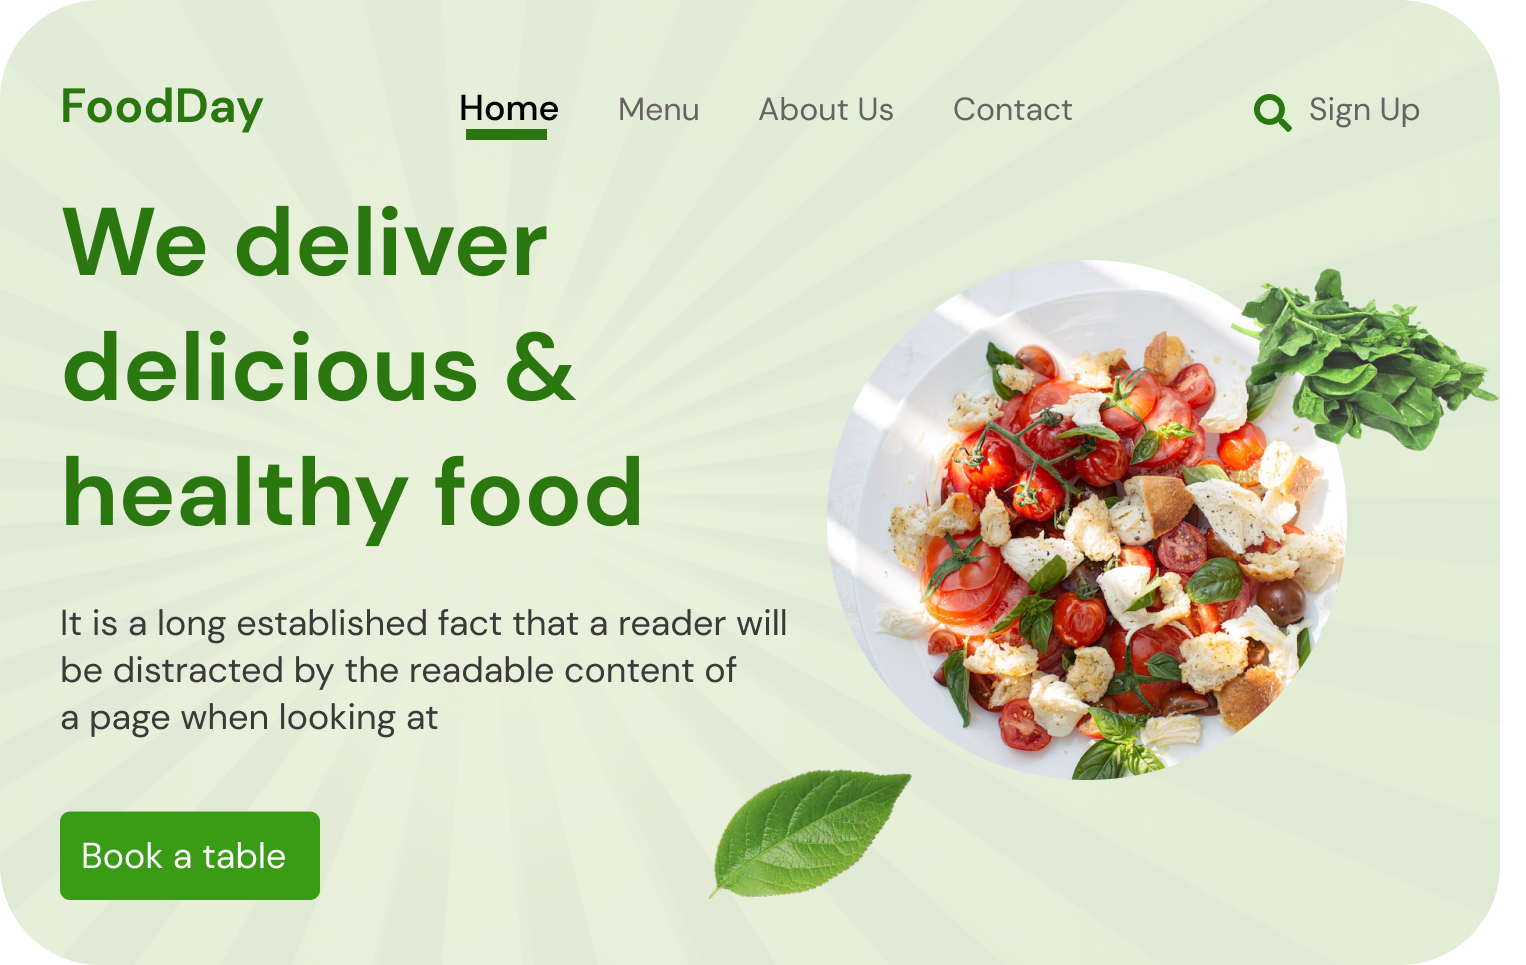 FoodDay
Home
Menu
About Us
Contact
Sign Up
We deliver
delicious &
healthy food
It is a long established fact that a reader will
be distracted by the readable content of
a page when looking at
Book a table